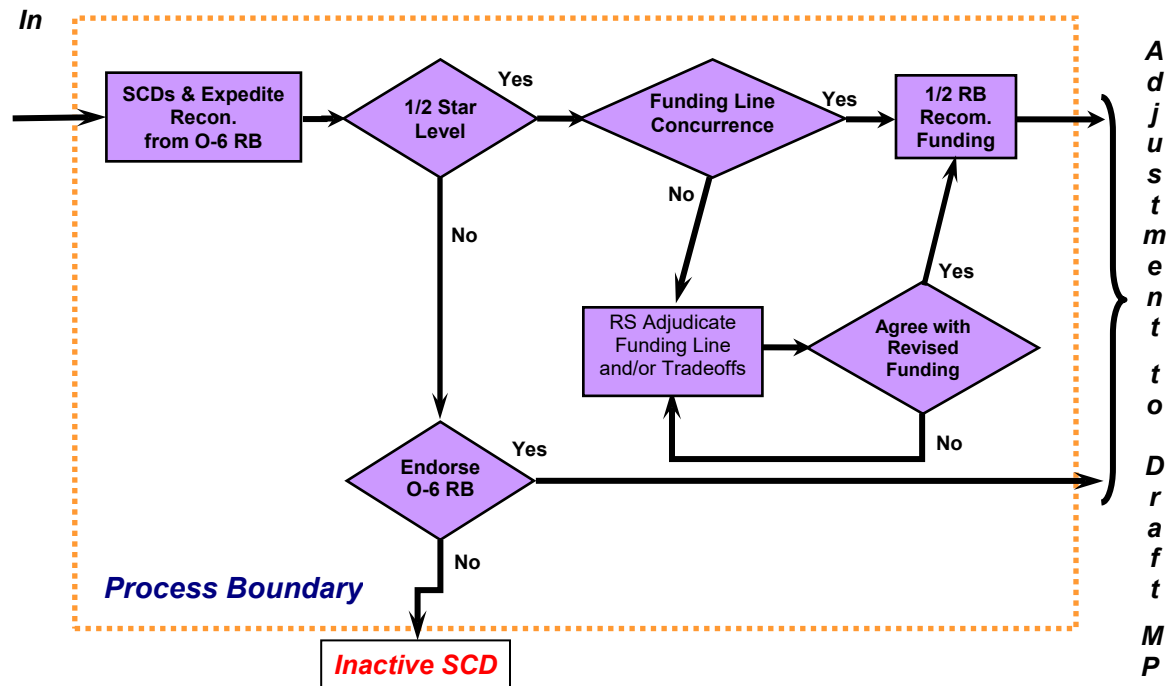 In
SCDs & Expedite
Recon.
from O-6 RB
1/2 Star
Level
Yes
Funding Line
Concurrence
Yes
1/2 RB
Recom.
Funding
No
No
RS Adjudicate
Funding Line
and/or Tradeoffs
Yes
Agree with
Revised
Funding
No
Endorse
O-6 RB
Yes
No
Process Boundary
Inactive SCD
Adjustment to Draft MP